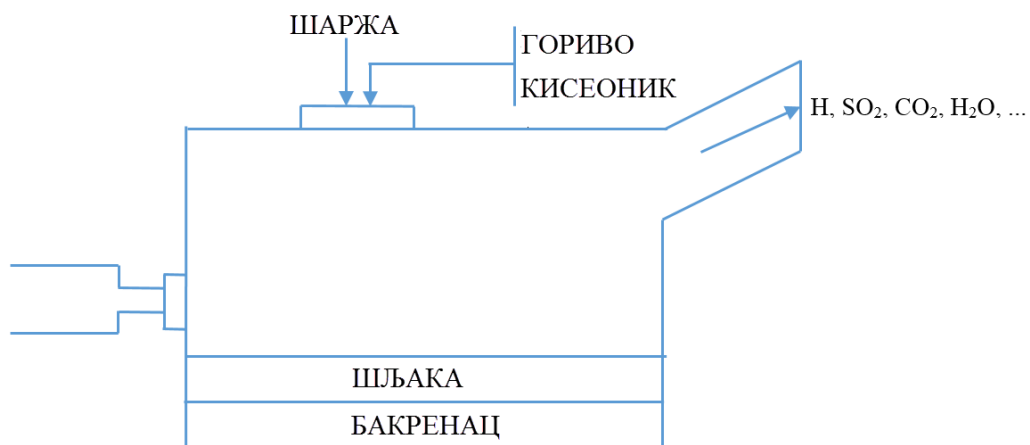 ШАРЖА
ГОРИВО
КИСЕОНИК
H, SO₂, CO₂, H₂O, ...
ШЉАКА
БАКРЕНАЦ